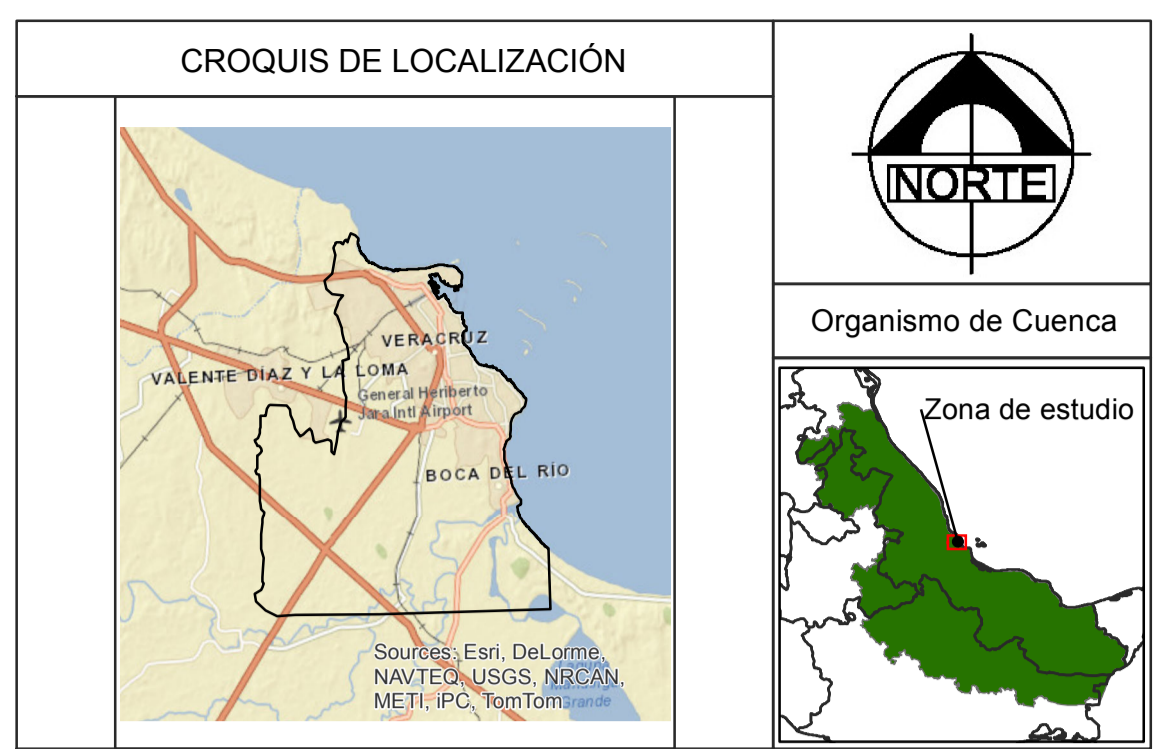 CROQUIS DE LOCALIZACIÓN
NORTE
Organismo de Cuenca
VERACRUZ
VALENTE DÍAZ Y LA LOMA
General Heriberto
Jara Intl Airport
BOCA DEL RÍO
Sources: Esri, DeLorme,
NAVTEQ, USGS, NRCAN,
METI, iPC, TomTom
Grande
Zona de estudio